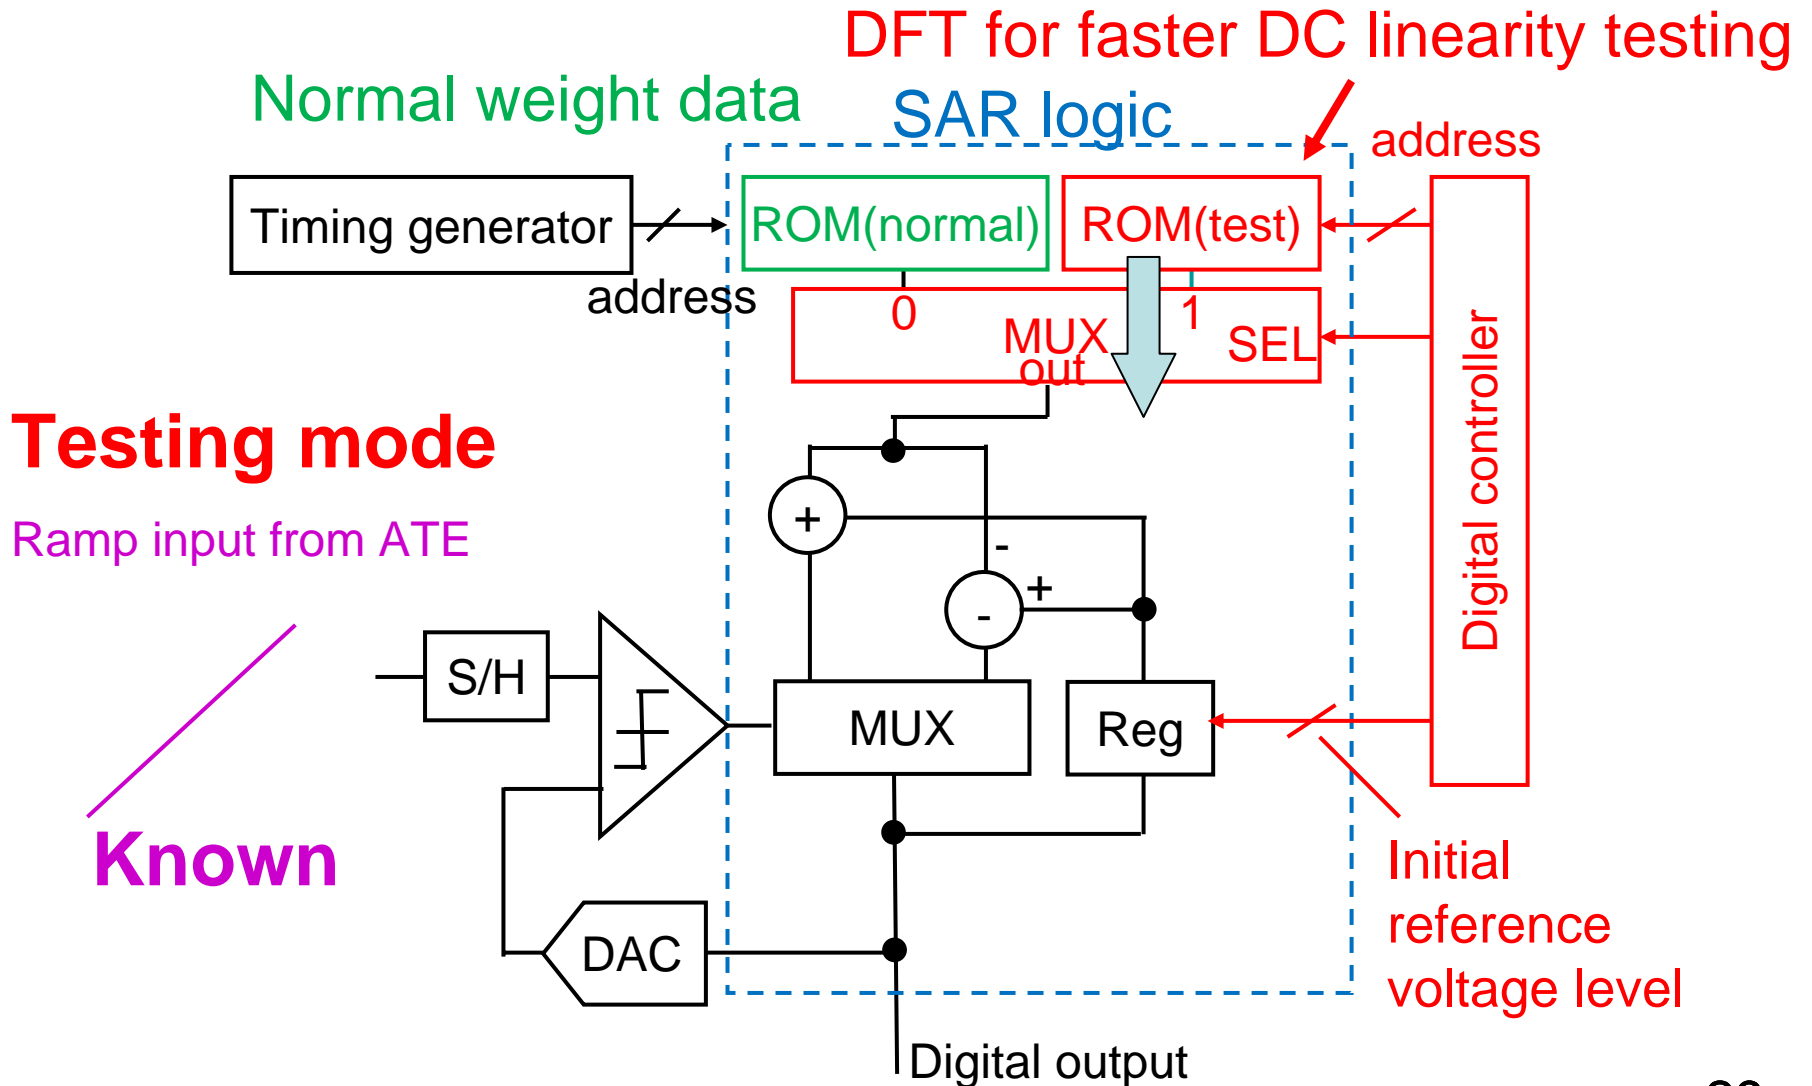 DFT for faster DC linearity testing
Normal weight data
SAR logic
address
Timing generator
ROM(normal)
ROM(test)
address
0
1
MUX
SEL
out
Digital controller
Testing mode
+
-
Ramp input from ATE
+
-
S/H
MUX
Reg
Known
Initial
reference
voltage level
DAC
Digital output